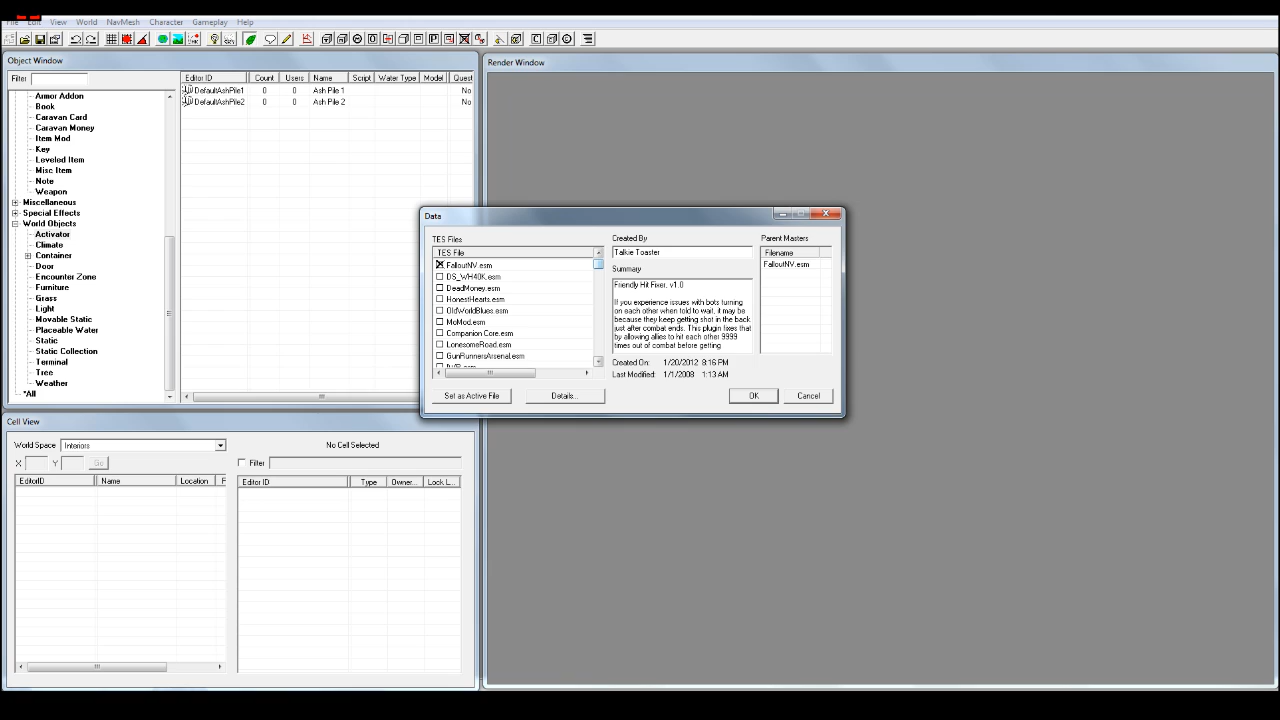 File Edit View World NavMesh Character Gameplay Help
Object Window
Render Window
Filter
Editor ID Count Users Name Script Water Type Model Quest
DefaultAshPile1 0 0 Ash Pile 1 No
DefaultAshPile2 0 0 Ash Pile 2 No
Armor Addon
Book
Caravan Card
Caravan Money
Item Mod
Key
Leveled Item
Misc Item
Note
Weapon
Miscellaneous
Special Effects
World Objects
Activator
Climate
Container
Door
Encounter Zone
Furniture
Grass
Light
Movable Static
Placeable Water
Static
Static Collection
Terminal
Tree
Weather
*All
Data
TES Files
TES File
FalloutNV.esm
DS_WH40K.esm
DeadMoney.esm
HonestHearts.esm
OldWorldBlues.esm
MoMod.esm
Companion Core.esm
LonesomeRoad.esm
GunRunnersArsenal.esm
Created By
Talkie Toaster
Summary
Friendly Hit Fixer, v1.0
If you experience issues with bots turning
on each other when told to wait, it may be
because they keep getting shot in the back
just after combat ends. This plugin fixes that
by allowing allies to hit each other 9999
times out of combat before getting
Created On: 1/20/2012 8:16 PM
Last Modified: 1/1/2008 1:13 AM
Parent Masters
Filename
FalloutNV.esm
Set as Active File Details... OK Cancel
Cell View
World Space Interiors
No Cell Selected
X Y Go
Filter
EditorID Name Location F
Editor ID Type Owner... Lock L...